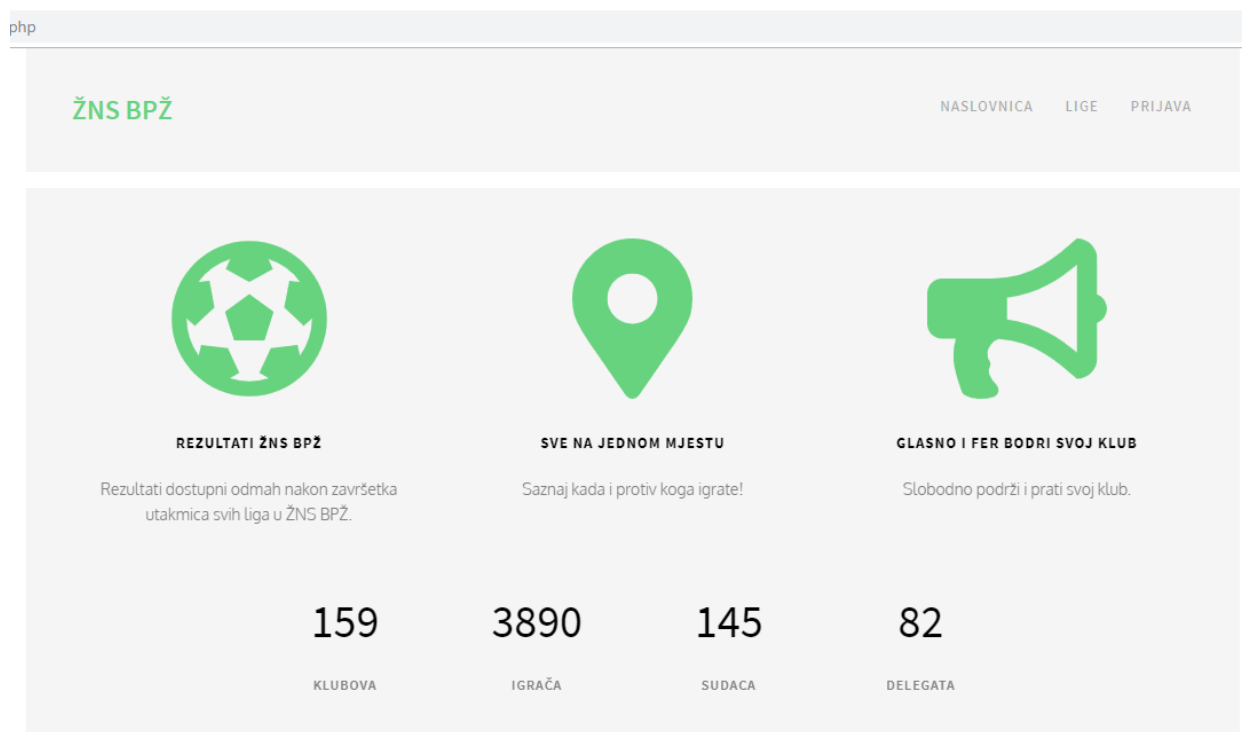 php
ŽNS BPŽ
NASLOVNICA LIGE PRIJAVA
REZULTATI ŽNS BPŽ
Rezultati dostupni odmah nakon završetka
utakmica svih liga u ŽNS BPŽ.
SVE NA JEDNOM MJESTU
Saznaj kada i protiv koga igrate!
GLASNO I FER BODRI SVOJ KLUB
Slobodno podrži i prati svoj klub.
159 3890 145 82
KLUBOVA IGRAČA SUDACA DELEGATA